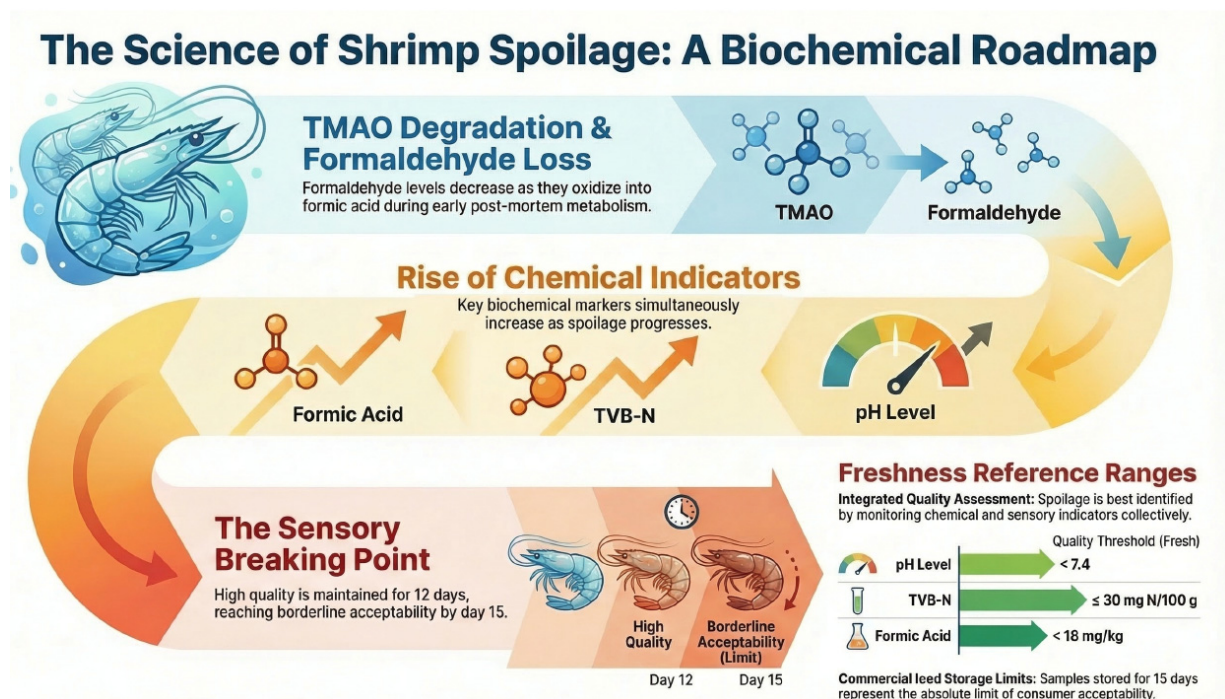 The Science of Shrimp Spoilage: A Biochemical Roadmap
TMAO Degradation &
Formaldehyde Loss
Formaldehyde levels decrease as they oxidize into
formic acid during early post-mortem metabolism.
TMAO
Formaldehyde
Rise of Chemical Indicators
Key biochemical markers simultaneously
increase as spoilage progresses.
Formic Acid
TVB-N
pH Level
The Sensory
Breaking Point
High quality is maintained for 12 days,
reaching borderline acceptability by day 15.
High
Quality
Borderline
Acceptability
(Limit)
Day 12
Day 15
Freshness Reference Ranges
Integrated Quality Assessment: Spoilage is best identified
by monitoring chemical and sensory indicators collectively.
Quality Threshold (Fresh)
pH Level
< 7.4
TVB-N
≤ 30 mg N/100 g
Formic Acid
< 18 mg/kg
Commercial Iced Storage Limits: Samples stored for 15 days
represent the absolute limit of consumer acceptability.